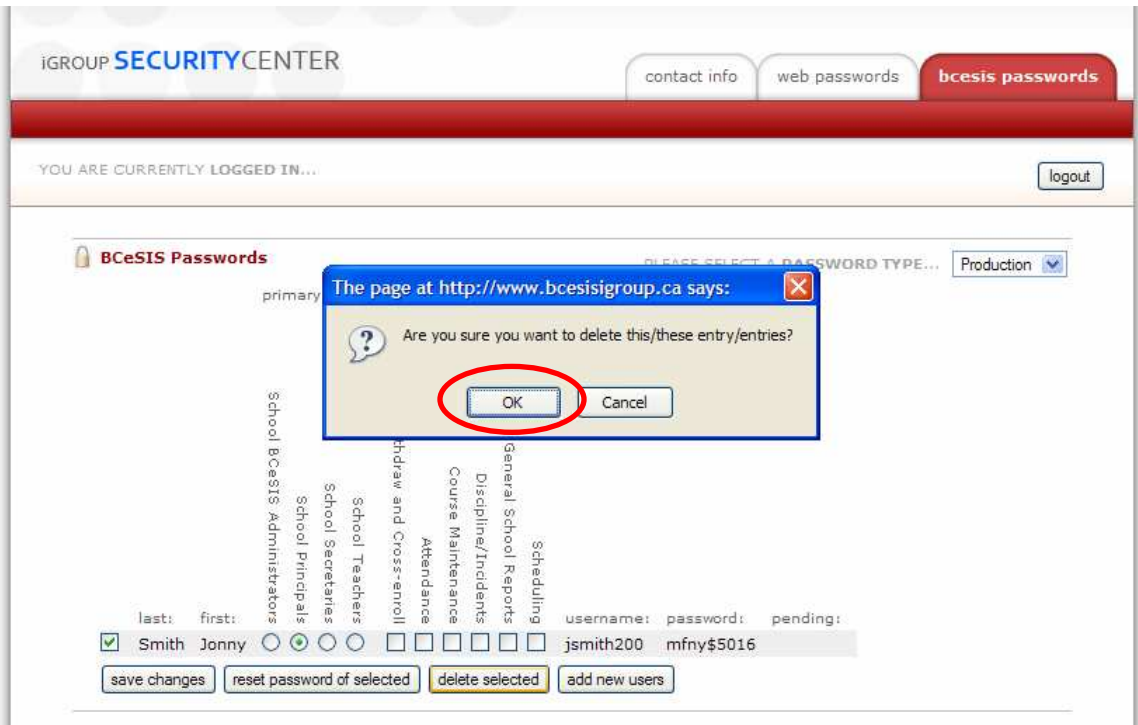 iGROUP SECURITYCENTER
contact info
web passwords
bcesis passwords
YOU ARE CURRENTLY LOGGED IN...
logout
BCeSIS Passwords
PASSWORD TYPE...
Production
primary
The page at http://www.bcesisigroup.ca says:
Are you sure you want to delete this/these entry/entries?
OK
Cancel
School BCeSIS Administrators
School Principals
School Secretaries
School Teachers
and Cross-enroll
Attendance
Course Maintenance
Discipline/Incidents
General School Reports
Scheduling
last: first: username: password: pending:
Smith Jonny jsmith200 mfny$5016
save changes
reset password of selected
delete selected
add new users